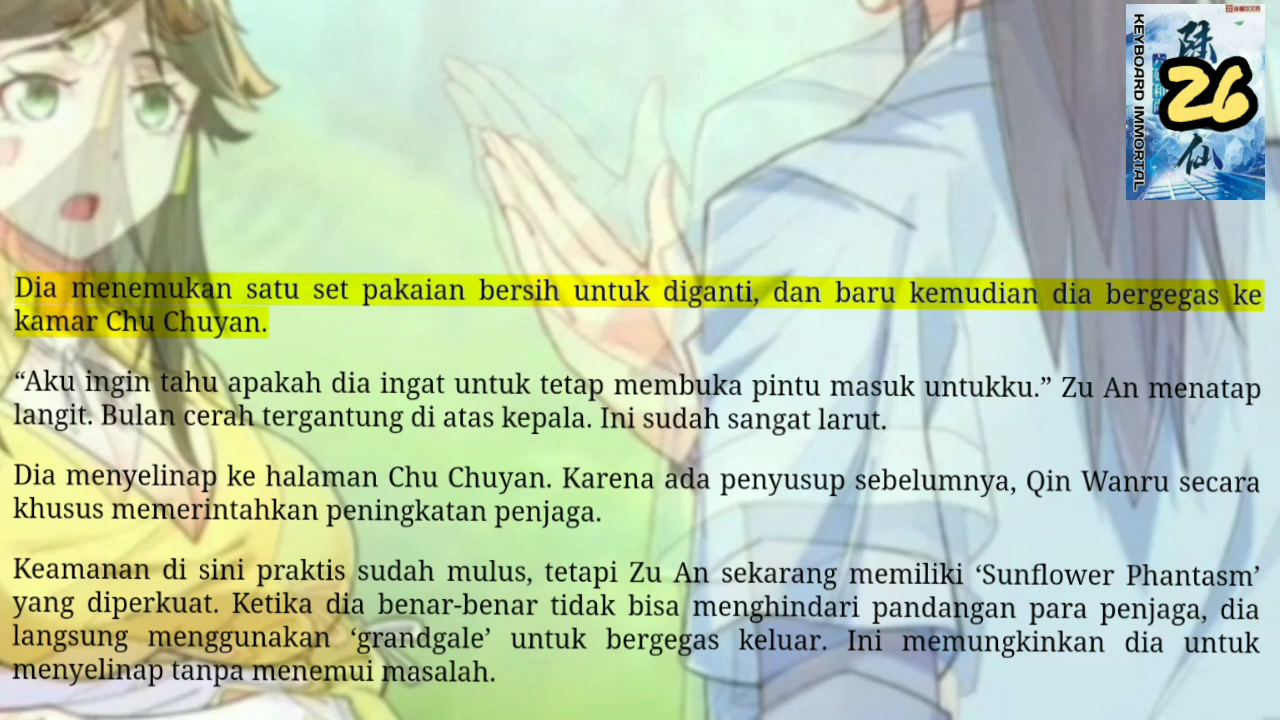 陆
仙
KEYBOARD IMMORTAL
26
Dia menemukan satu set pakaian bersih untuk diganti, dan baru kemudian dia bergegas ke
kamar Chu Chuyan.
“Aku ingin tahu apakah dia ingat untuk tetap membuka pintu masuk untukku.” Zu An menatap
langit. Bulan cerah tergantung di atas kepala. Ini sudah sangat larut.
Dia menyelinap ke halaman Chu Chuyan. Karena ada penyusup sebelumnya, Qin Wanru secara
khusus memerintahkan peningkatan penjaga.
Keamanan di sini praktis sudah mulus, tetapi Zu An sekarang memiliki ‘Sunflower Phantasm’
yang diperkuat. Ketika dia benar-benar tidak bisa menghindari pandangan para penjaga, dia
langsung menggunakan ‘grandgale’ untuk bergegas keluar. Ini memungkinkan dia untuk
menyelinap tanpa menemui masalah.